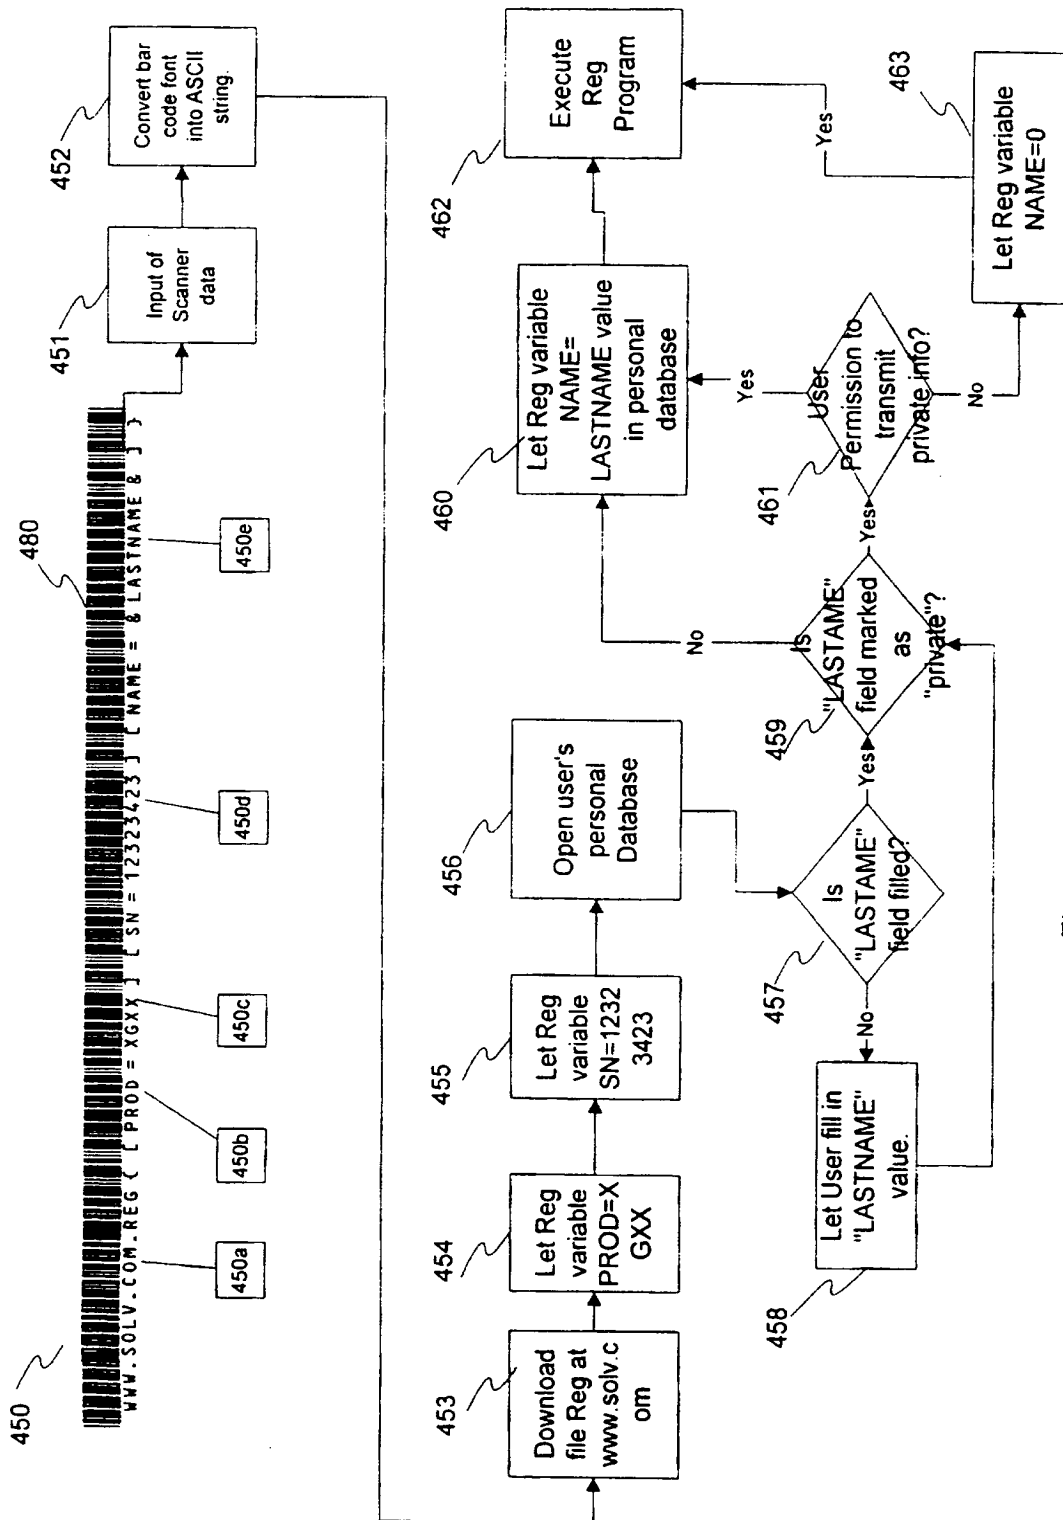 450
480
WWW.SOLV.COM.REG { [ PROD = XGXX ] [ SN = 12323423 ] [ NAME = & LASTNAME & ] }
450a
450b
450c
450d
450e
451
Input of
Scanner
data
452
Convert bar
code font
into ASCII
string.
453
Download
file Reg at
www.solv.c
om
454
Let Reg
variable
PROD=X
GXX
455
Let Reg
variable
SN=1232
3423
456
Open user's
personal
Database
457
Is
"LASTAME"
field filled?
No
Yes
458
Let User fill in
"LASTNAME"
value.
459
Is
"LASTAME"
field marked
as
"private"?
No
Yes
460
Let Reg variable
NAME=
LASTNAME value
in personal
database
461
User
Permission to
transmit
private info?
Yes
No
462
Execute
Reg
Program
463
Let Reg variable
NAME=0
Yes